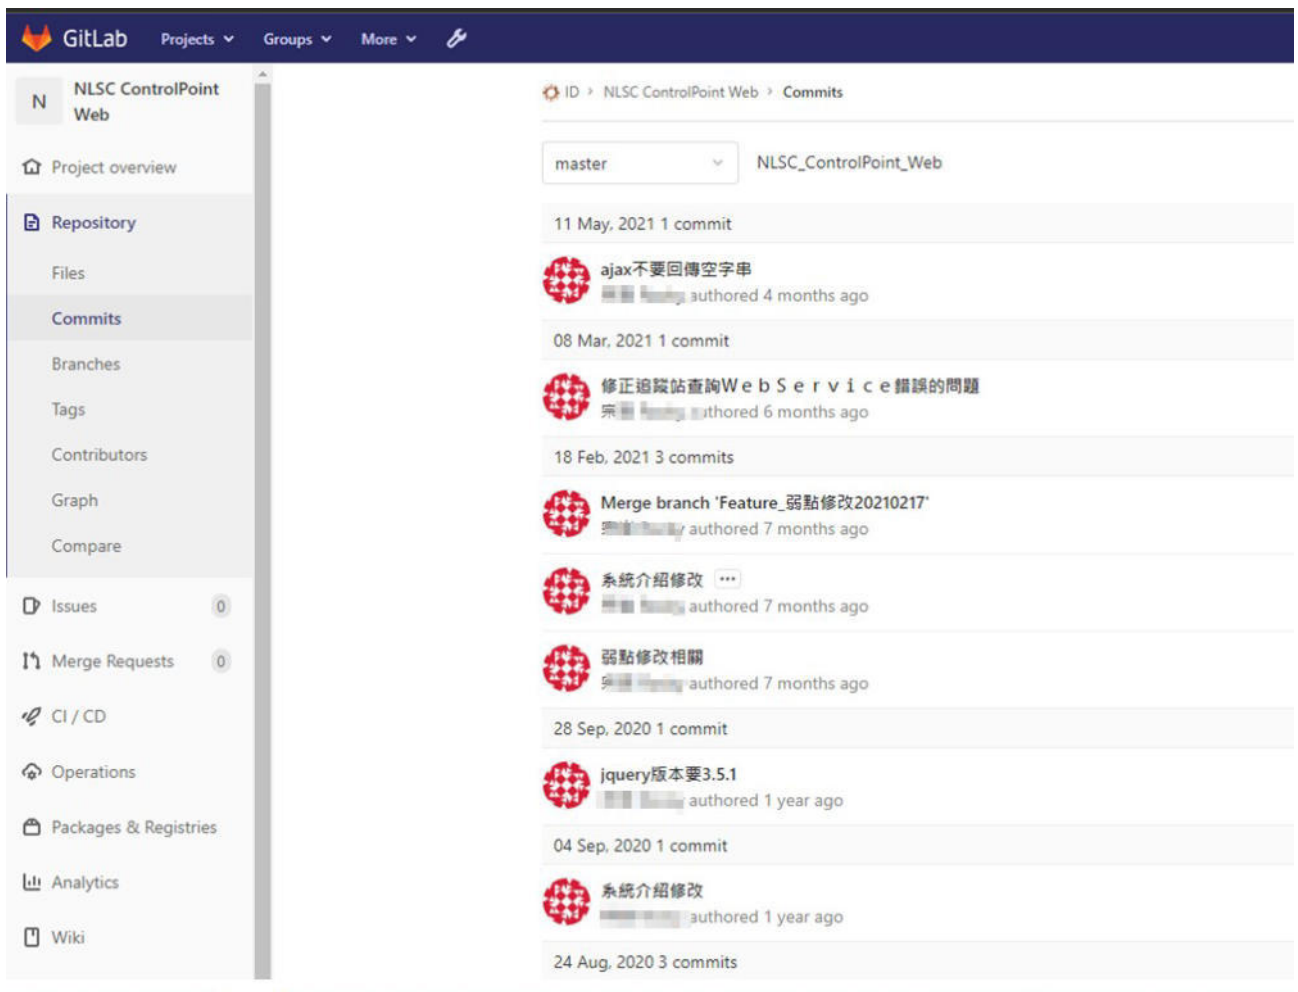 GitLab Projects Groups More
N NLSC ControlPoint
Web
Project overview
Repository
Files
Commits
Branches
Tags
Contributors
Graph
Compare
Issues 0
Merge Requests 0
CI / CD
Operations
Packages & Registries
Analytics
Wiki
ID › NLSC ControlPoint Web › Commits
master NLSC_ControlPoint_Web
11 May, 2021 1 commit
ajax不要回傳空字串
authored 4 months ago
08 Mar, 2021 1 commit
修正追蹤站查詢ＷｅｂＳｅｒｖｉｃｅ錯誤的問題
authored 6 months ago
18 Feb, 2021 3 commits
Merge branch 'Feature_弱點修改20210217'
authored 7 months ago
系統介紹修改 ···
authored 7 months ago
弱點修改相關
authored 7 months ago
28 Sep, 2020 1 commit
jquery版本要3.5.1
authored 1 year ago
04 Sep, 2020 1 commit
系統介紹修改
authored 1 year ago
24 Aug, 2020 3 commits